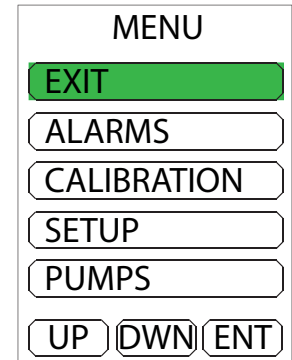 MENU
EXIT
ALARMS
CALIBRATION
SETUP
PUMPS
UP DWN ENT